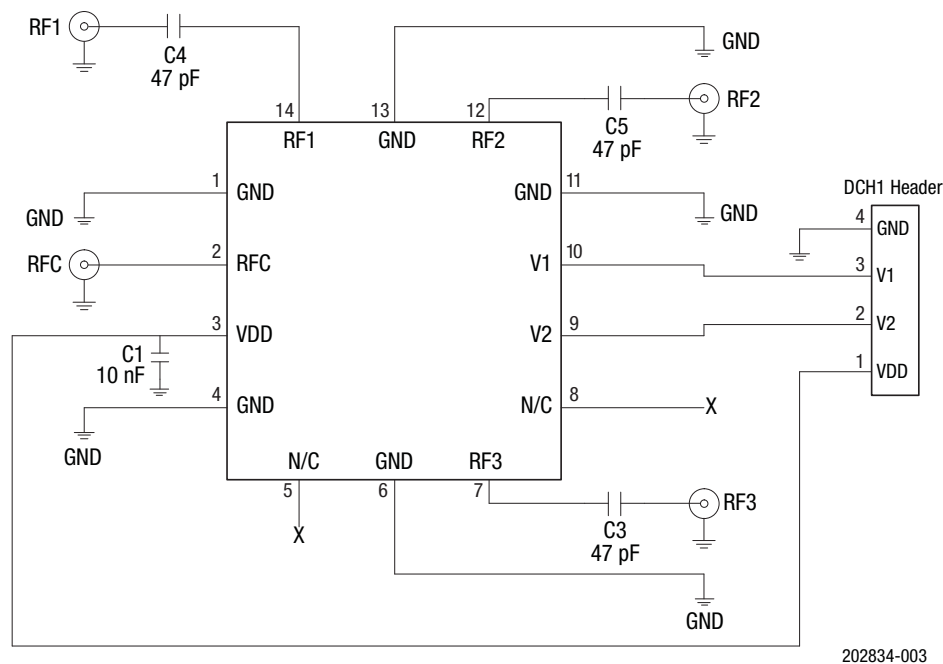 RF1
C4
47 pF
GND
C5
47 pF
RF2
14
13
12
RF1
GND
RF2
1
GND
GND
2
RFC
RFC
3
VDD
C1
10 nF
4
GND
GND
11
GND
GND
10
V1
9
V2
8
N/C
X
N/C
GND
RF3
5
6
7
X
C3
47 pF
RF3
GND
DCH1 Header
4
GND
3
V1
2
V2
1
VDD
202834-003